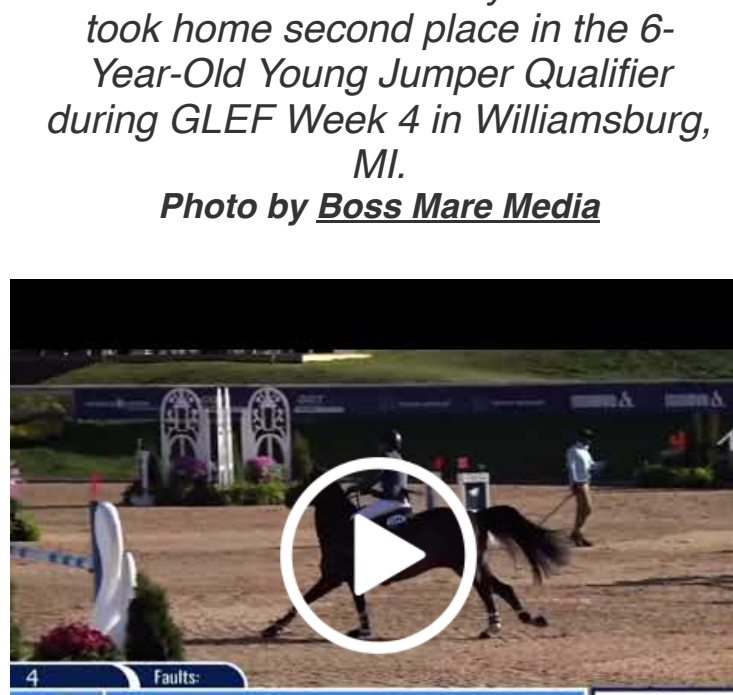 took home second place in the 6-
Year-Old Young Jumper Qualifier
during GLEF Week 4 in Williamsburg,
MI.
Photo by Boss Mare Media
4
Faults: